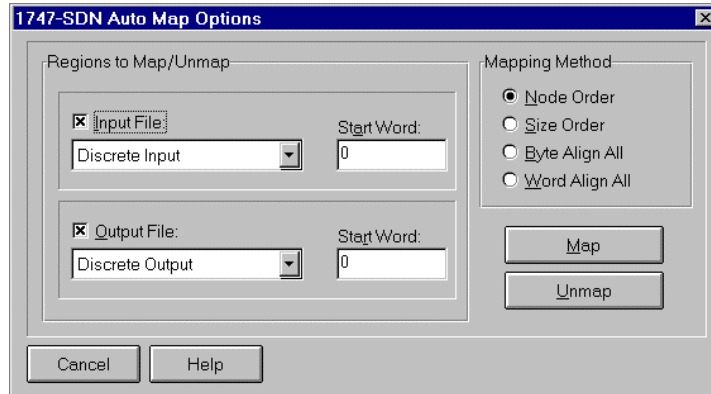 1747-SDN Auto Map Options
Regions to Map/Unmap
Input File:
Start Word:
Discrete Input
0
Output File:
Start Word:
Discrete Output
0
Mapping Method
Node Order
Size Order
Byte Align All
Word Align All
Map
Unmap
Cancel
Help